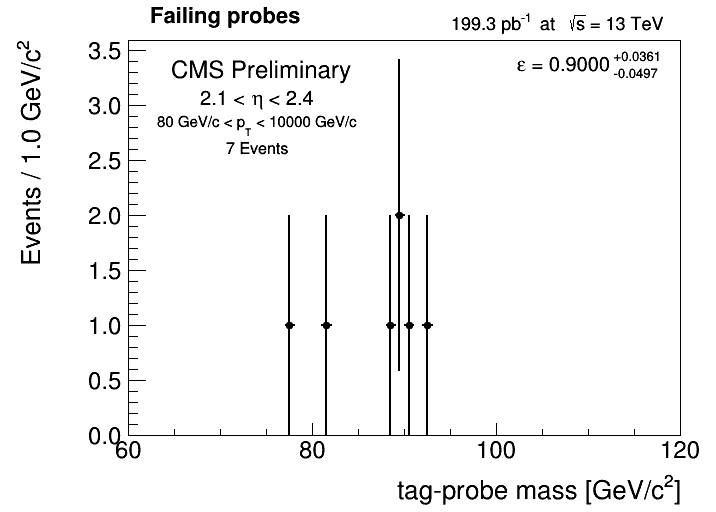 Failing probes
199.3 pb-1 at √s = 13 TeV
CMS Preliminary
ε = 0.9000 +0.0361 -0.0497
2.1 < η < 2.4
80 GeV/c < pT < 10000 GeV/c
7 Events
Events / 1.0 GeV/c2
3.5
3.0
2.5
2.0
1.5
1.0
0.5
0.0
60 80 100 120
tag-probe mass [GeV/c2]